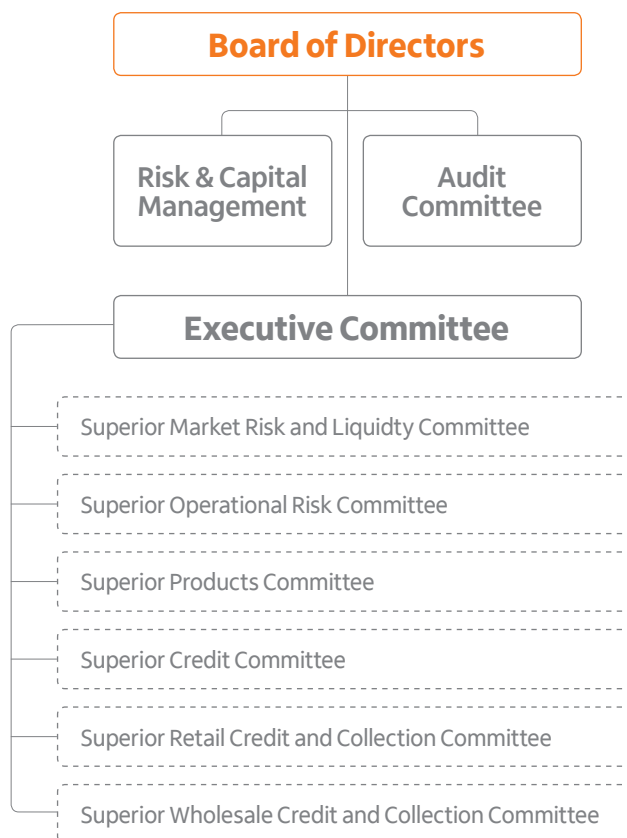 Board of Directors
Risk & Capital
Management
Audit
Committee
Executive Committee
Superior Market Risk and Liquidty Committee
Superior Operational Risk Committee
Superior Products Committee
Superior Credit Committee
Superior Retail Credit and Collection Committee
Superior Wholesale Credit and Collection Committee